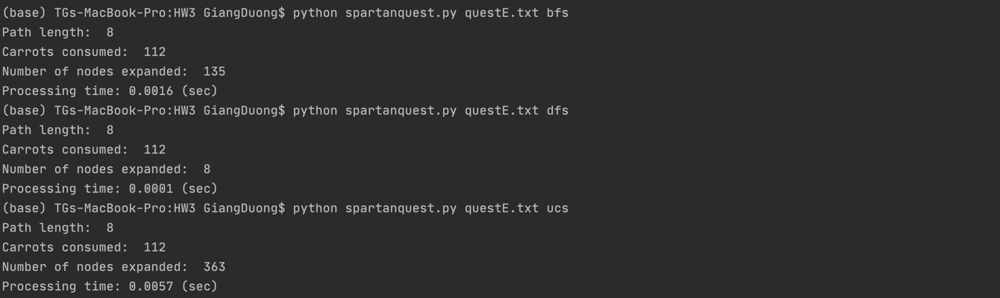 (base) TGs-MacBook-Pro:HW3 GiangDuong$ python spartanquest.py questE.txt bfs
Path length:  8
Carrots consumed:  112
Number of nodes expanded:  135
Processing time: 0.0016 (sec)
(base) TGs-MacBook-Pro:HW3 GiangDuong$ python spartanquest.py questE.txt dfs
Path length:  8
Carrots consumed:  112
Number of nodes expanded:  8
Processing time: 0.0001 (sec)
(base) TGs-MacBook-Pro:HW3 GiangDuong$ python spartanquest.py questE.txt ucs
Path length:  8
Carrots consumed:  112
Number of nodes expanded:  363
Processing time: 0.0057 (sec)